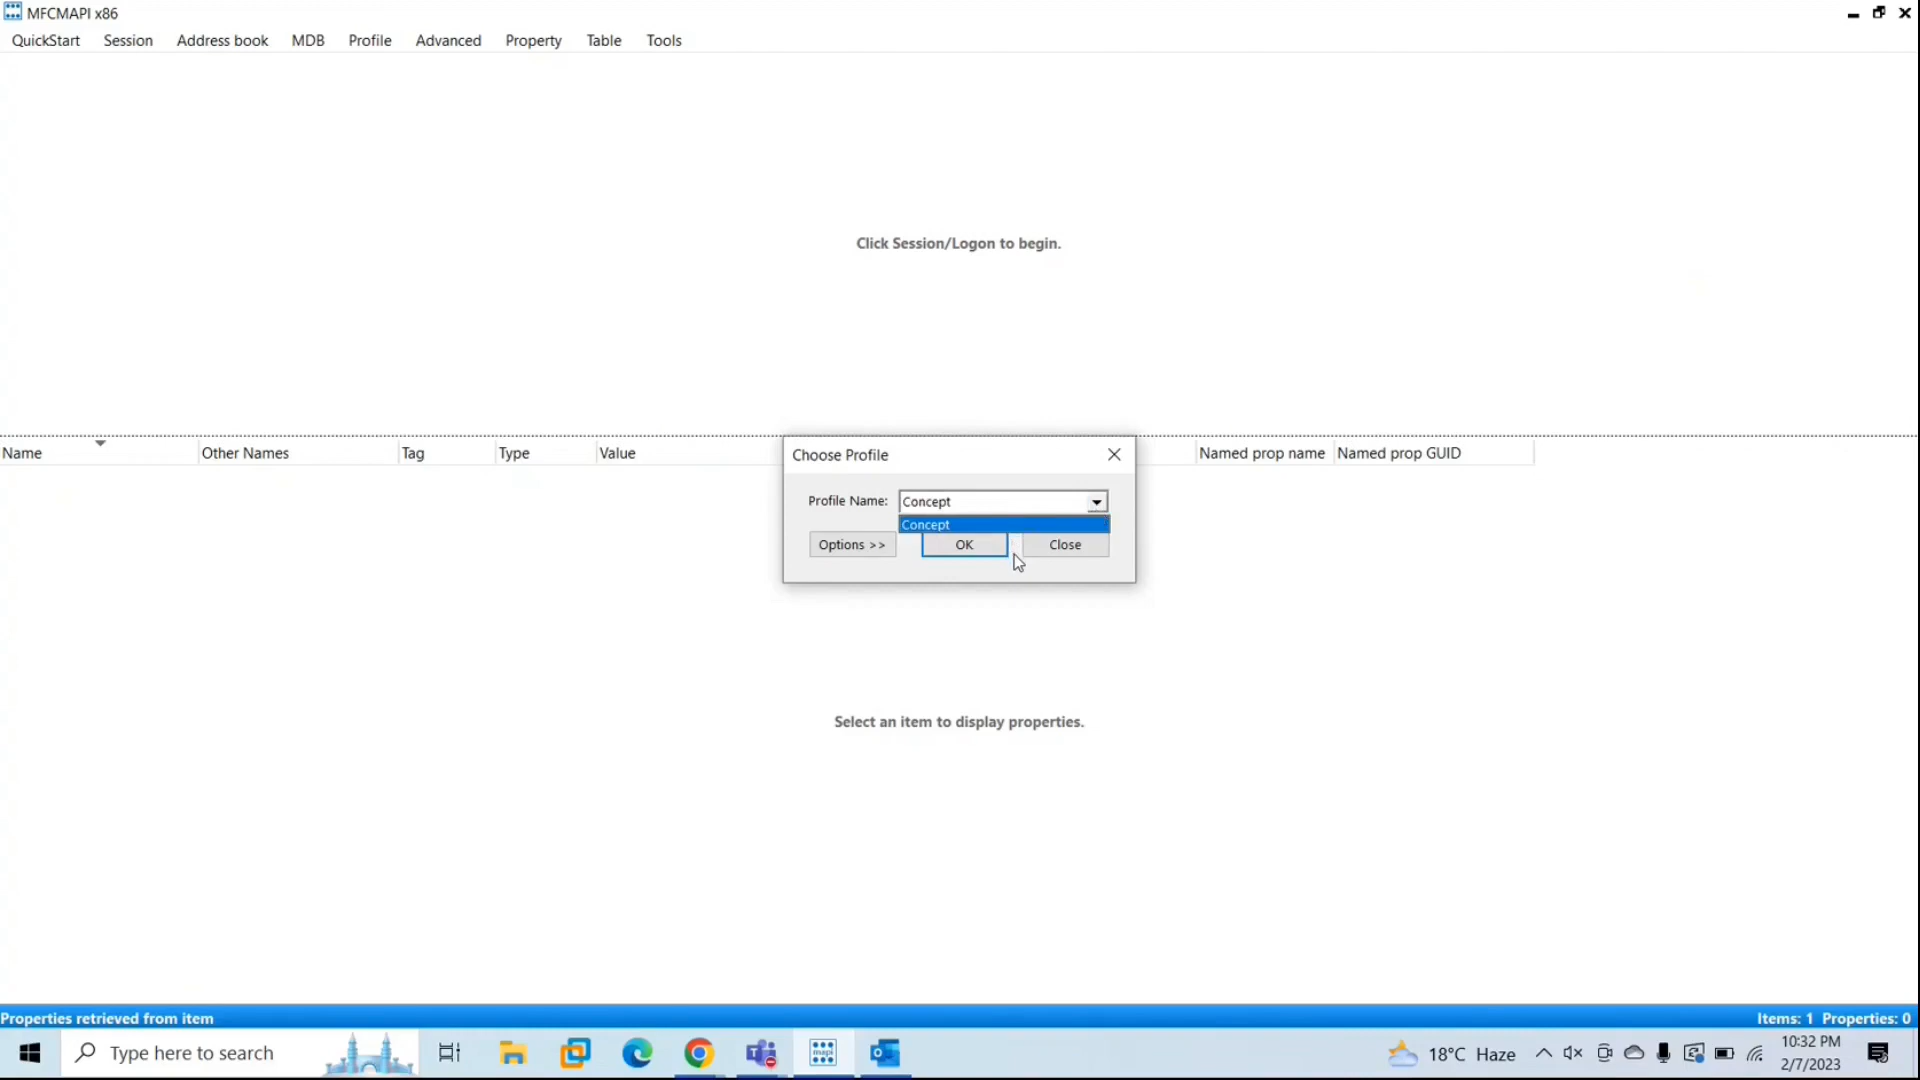 MFCMAPI x86
QuickStart Session Address book MDB Profile Advanced Property Table Tools
Click Session/Logon to begin.
Name Other Names Tag Type Value Named prop name Named prop GUID
Choose Profile
Profile Name: Concept
Concept
Options >> OK Close
Select an item to display properties.
Properties retrieved from item Items: 1 Properties: 0
Type here to search
mapi
18°C Haze
10:32 PM
2/7/2023